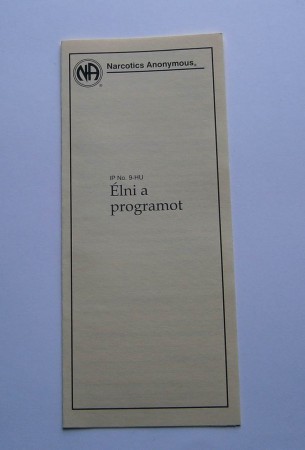 NA
Narcotics Anonymous®
IP No. 9-HU
Élni a
programot